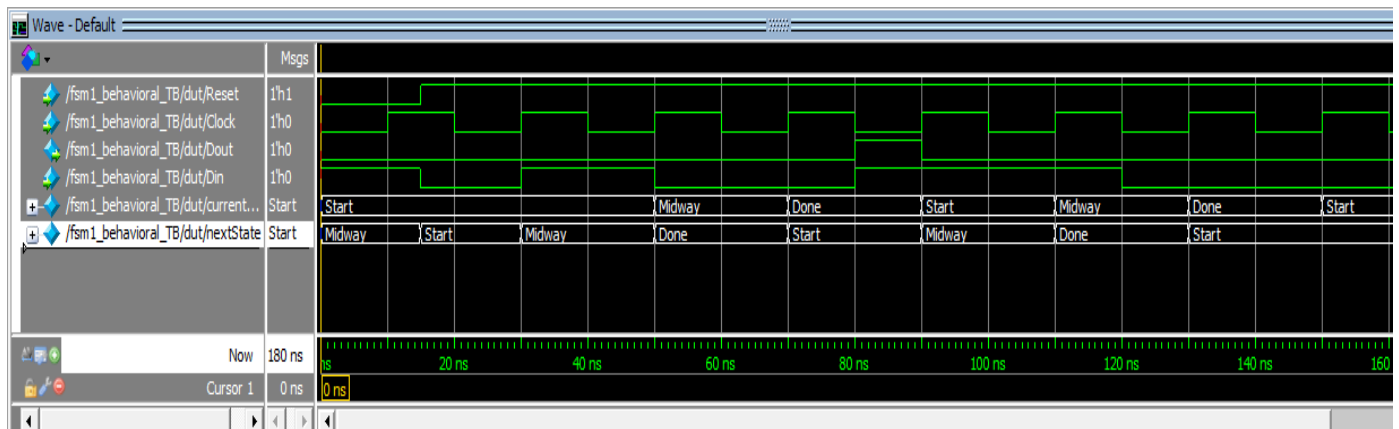 Wave - Default
Msgs
/fsm1_behavioral_TB/dut/Reset 1'h1
/fsm1_behavioral_TB/dut/Clock 1'h0
/fsm1_behavioral_TB/dut/Dout 1'h0
/fsm1_behavioral_TB/dut/Din 1'h0
/fsm1_behavioral_TB/dut/current... Start Start Midway Done Start Midway Done Start
/fsm1_behavioral_TB/dut/nextState Start Midway Start Midway Done Start Midway Done Start
Now 180 ns ns 20 ns 40 ns 60 ns 80 ns 100 ns 120 ns 140 ns 160
Cursor 1 0 ns 0 ns